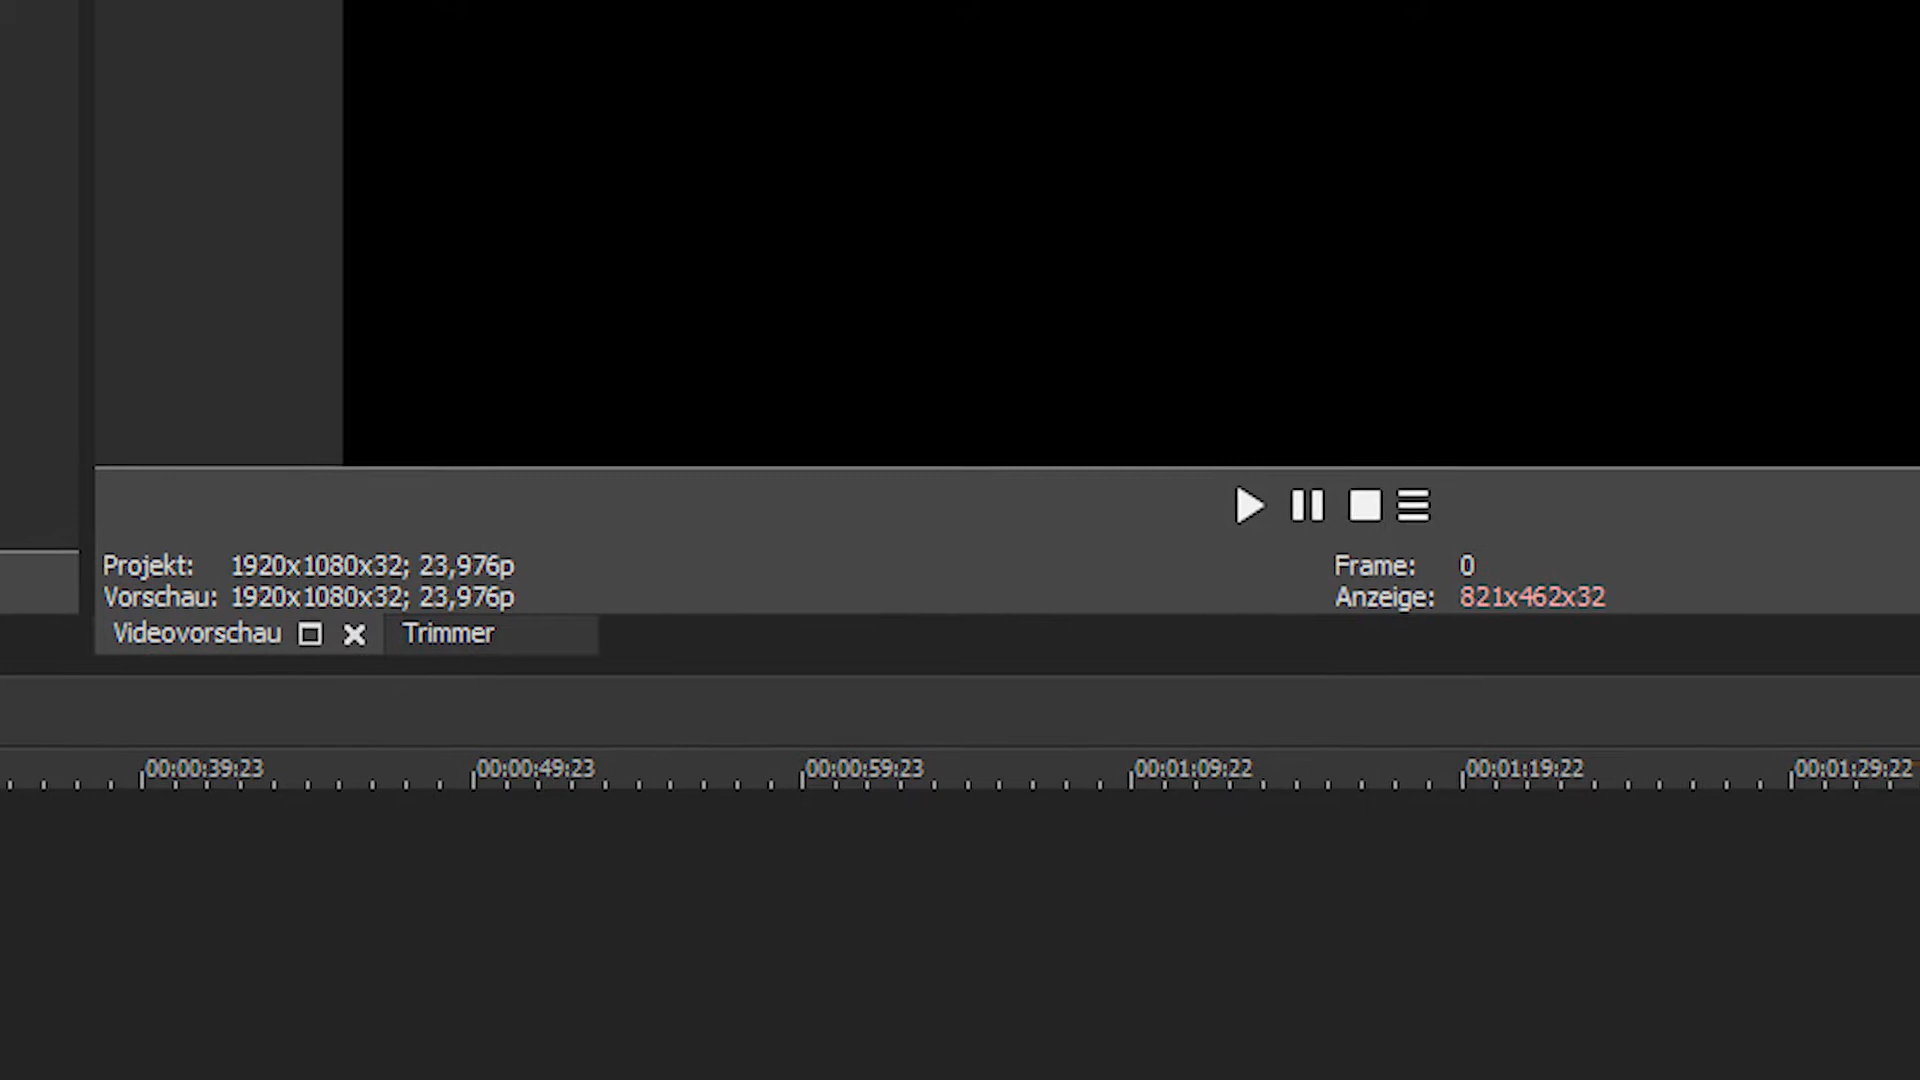 Projekt: 1920x1080x32; 23,976p
Vorschau: 1920x1080x32; 23,976p
Frame: 0
Anzeige: 821x462x32
Videovorschau
Trimmer
00:00:39:23 00:00:49:23 00:00:59:23 00:01:09:22 00:01:19:22 00:01:29:22